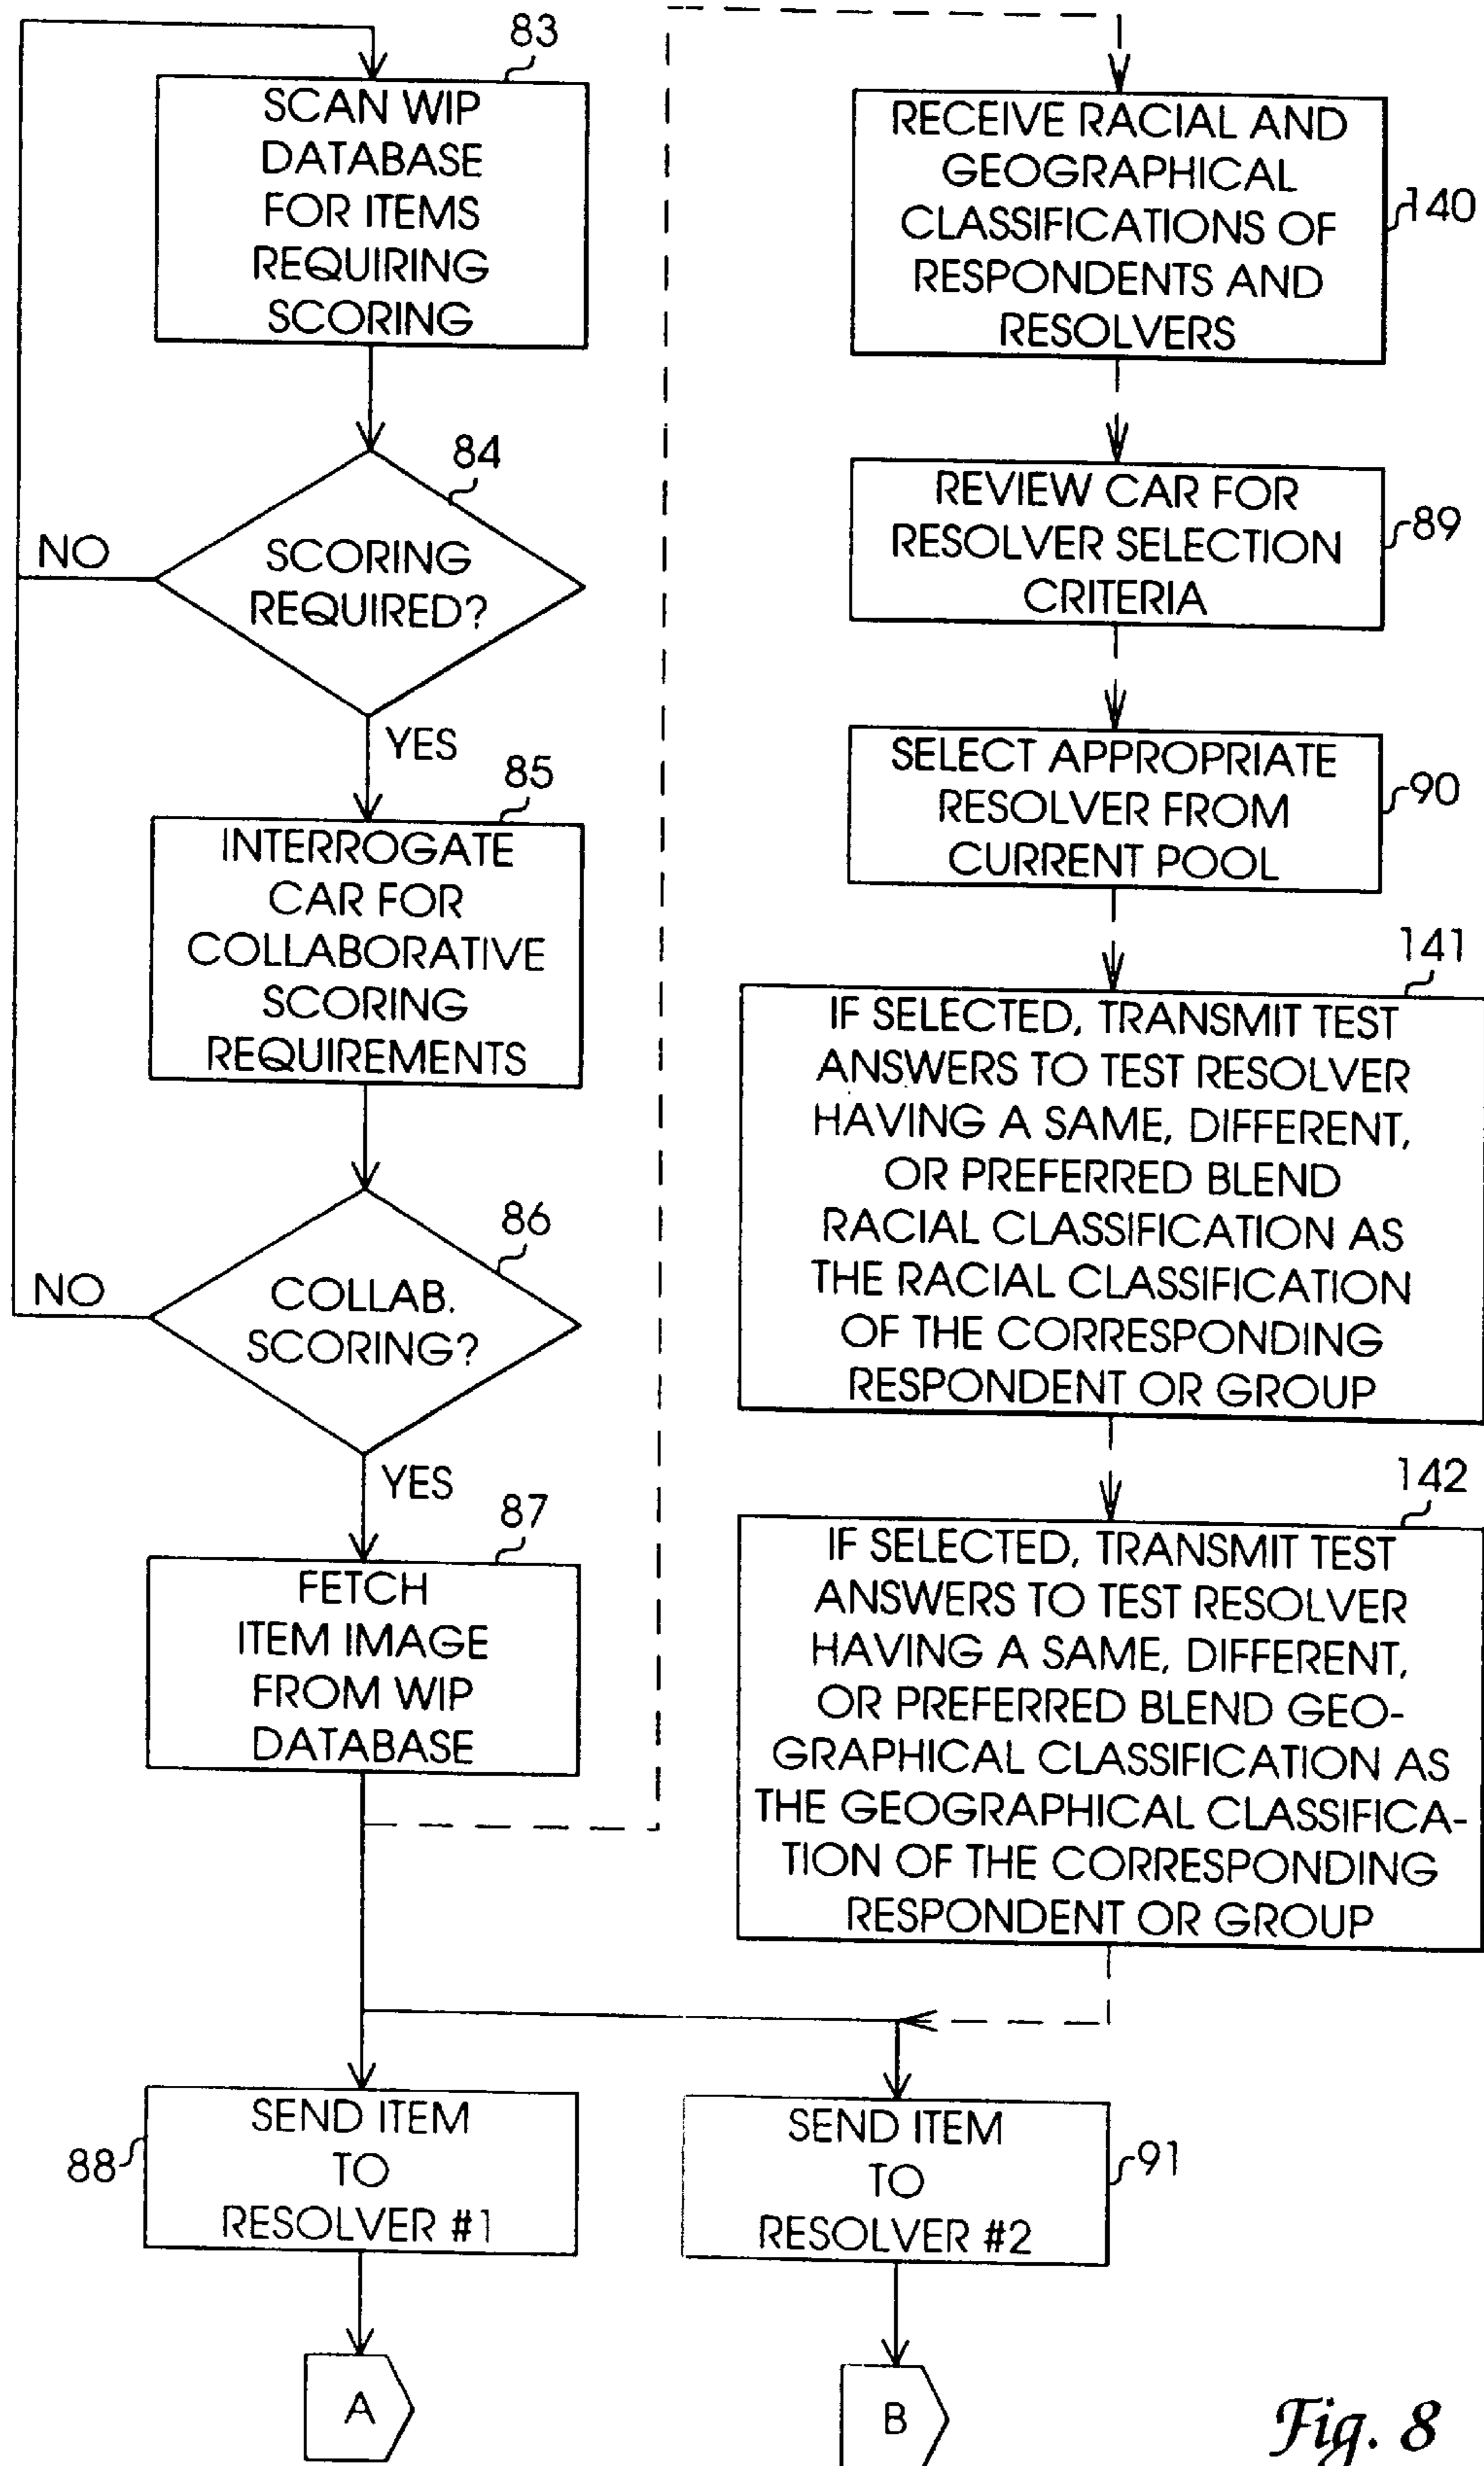 83
SCAN WIP
DATABASE
FOR ITEMS
REQUIRING
SCORING
84
NO
SCORING
REQUIRED?
YES
85
INTERROGATE
CAR FOR
COLLABORATIVE
SCORING
REQUIREMENTS
86
NO
COLLAB.
SCORING?
YES
87
FETCH
ITEM IMAGE
FROM WIP
DATABASE
RECEIVE RACIAL AND
GEOGRAPHICAL
CLASSIFICATIONS OF
RESPONDENTS AND
RESOLVERS
140
REVIEW CAR FOR
RESOLVER SELECTION
CRITERIA
89
SELECT APPROPRIATE
RESOLVER FROM
CURRENT POOL
90
141
IF SELECTED, TRANSMIT TEST
ANSWERS TO TEST RESOLVER
HAVING A SAME, DIFFERENT,
OR PREFERRED BLEND
RACIAL CLASSIFICATION AS
THE RACIAL CLASSIFICATION
OF THE CORRESPONDING
RESPONDENT OR GROUP
142
IF SELECTED, TRANSMIT TEST
ANSWERS TO TEST RESOLVER
HAVING A SAME, DIFFERENT,
OR PREFERRED BLEND GEO-
GRAPHICAL CLASSIFICATION AS
THE GEOGRAPHICAL CLASSIFICA-
TION OF THE CORRESPONDING
RESPONDENT OR GROUP
88
SEND ITEM
TO
RESOLVER #1
A
SEND ITEM
TO
RESOLVER #2
91
B
Fig. 8